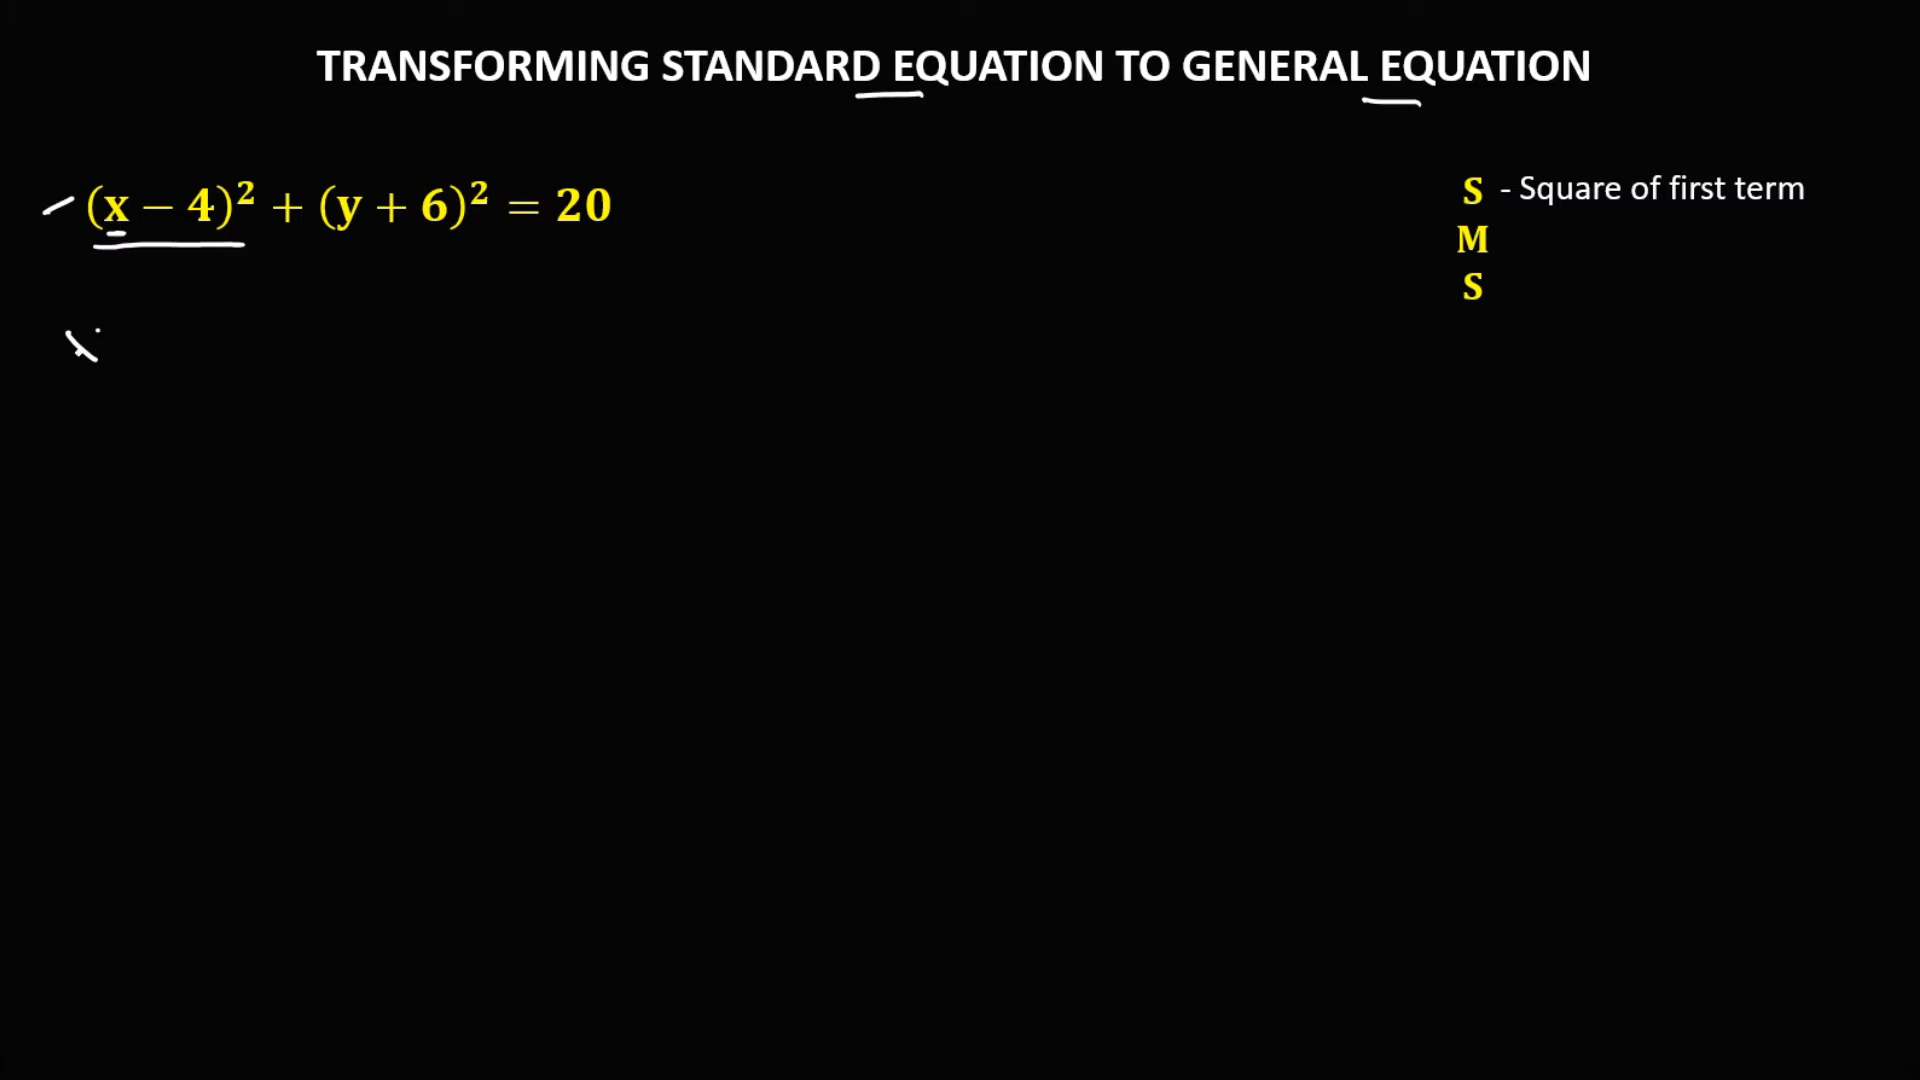 TRANSFORMING STANDARD EQUATION TO GENERAL EQUATION
(x − 4)² + (y + 6)² = 20
S - Square of first term
M
S